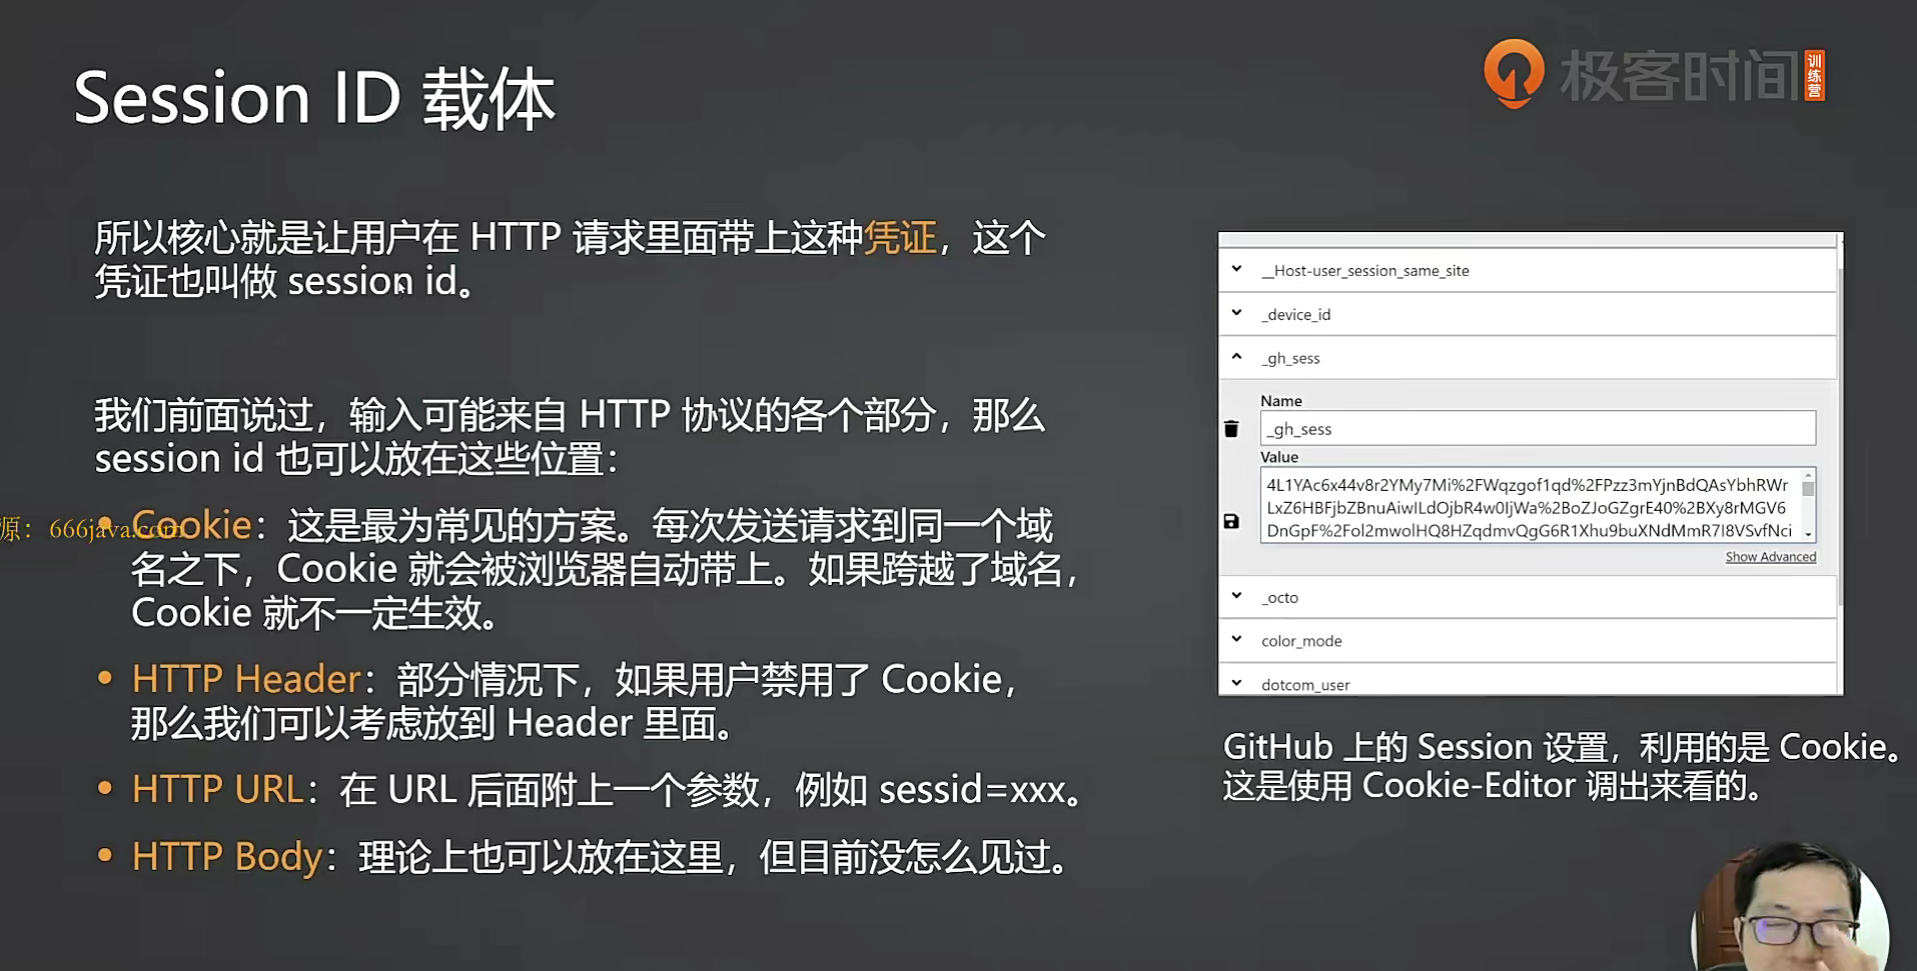 Session ID 载体
极客时间 训练营
所以核心就是让用户在 HTTP 请求里面带上这种凭证，这个
凭证也叫做 session id。
我们前面说过，输入可能来自 HTTP 协议的各个部分，那么
session id 也可以放在这些位置：
源：666java.com
• Cookie：这是最为常见的方案。每次发送请求到同一个域
名之下，Cookie 就会被浏览器自动带上。如果跨越了域名，
Cookie 就不一定生效。
• HTTP Header：部分情况下，如果用户禁用了 Cookie，
那么我们可以考虑放到 Header 里面。
• HTTP URL：在 URL 后面附上一个参数，例如 sessid=xxx。
• HTTP Body：理论上也可以放在这里，但目前没怎么见过。
__Host-user_session_same_site
_device_id
_gh_sess
Name
_gh_sess
Value
4L1YAc6x44v8r2YMy7Mi%2FWqzgof1qd%2FPzz3mYjnBdQAsYbhRWr
LxZ6HBFjbZBnuAiwILdOjbR4w0IjWa%2BoZJoGZgrE40%2BXy8rMGV6
DnGpF%2Fol2mwolHQ8HZqdmvQgG6R1Xhu9buXNdMmR7I8VSvfNci
Show Advanced
_octo
color_mode
dotcom_user
GitHub 上的 Session 设置，利用的是 Cookie。
这是使用 Cookie-Editor 调出来看的。